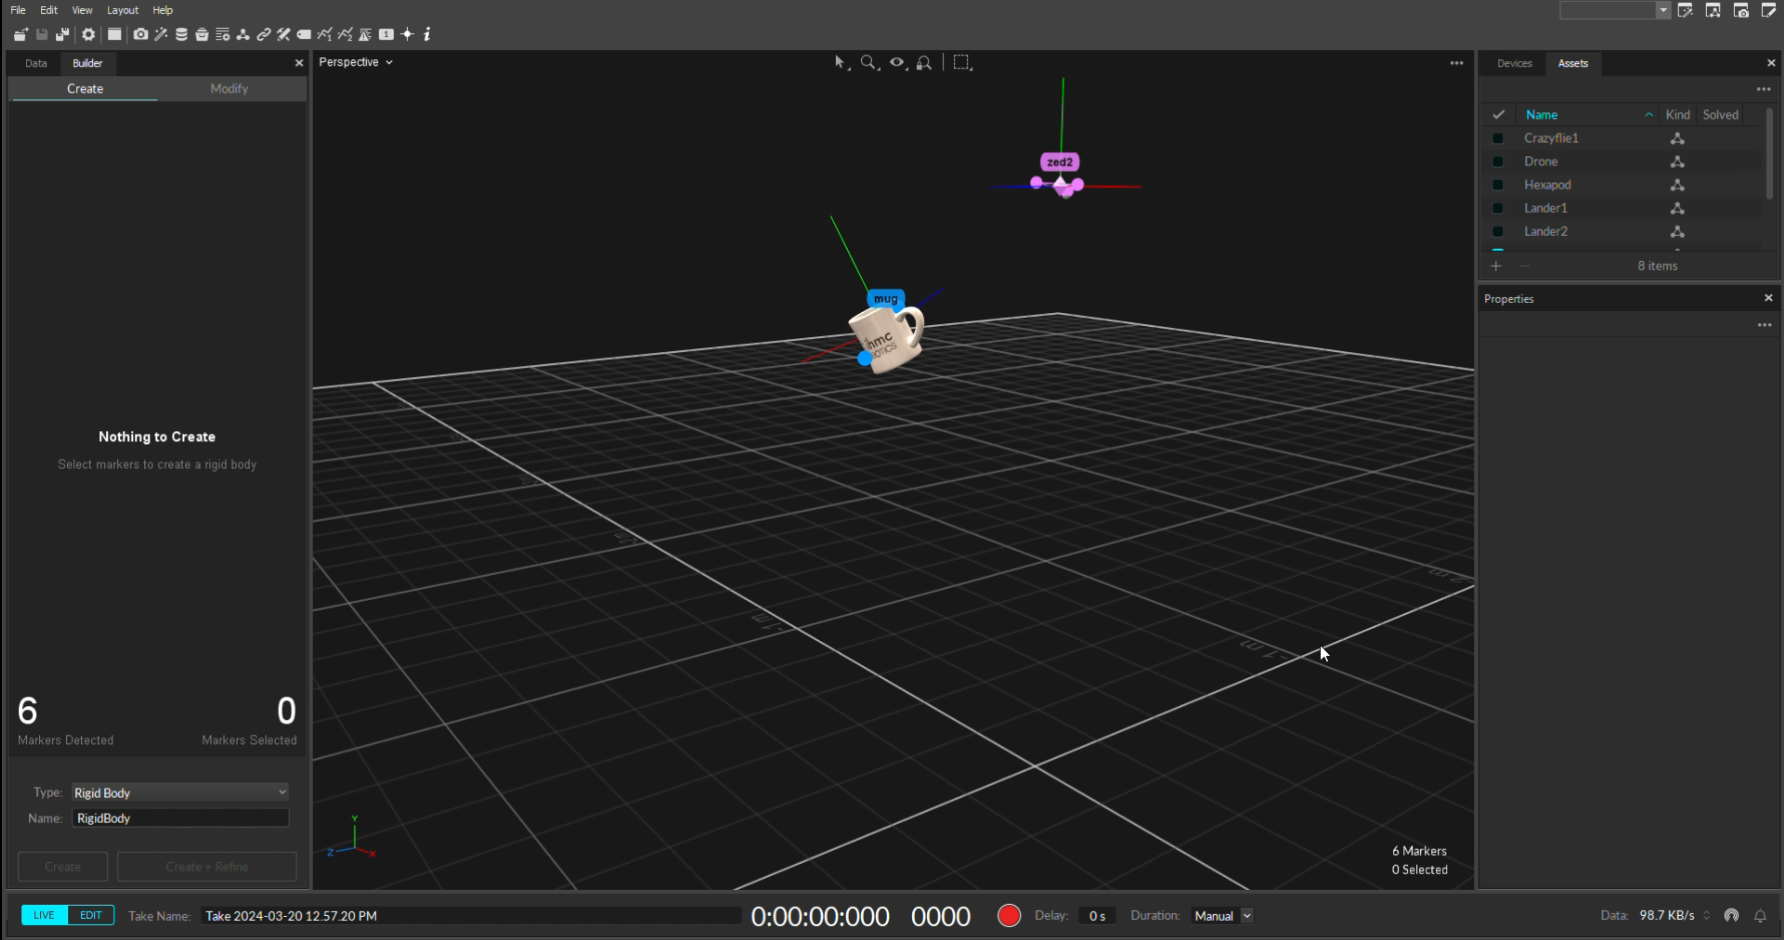 File Edit View Layout Help
1
Data Builder
Create Modify
Nothing to Create
Select markers to create a rigid body
6 0
Markers Detected Markers Selected
Type: Rigid Body
Name: RigidBody
Create Create + Refine
Perspective
zed2
mug
ihmc
-1 m
-1 m
Y
Z X
6 Markers
0 Selected
Devices Assets
Name Kind Solved
Crazyflie1
Drone
Hexapod
Lander1
Lander2
8 items
Properties
LIVE EDIT Take Name: Take 2024-03-20 12.57.20 PM 0:00:00:000 0000 Delay: 0 s Duration: Manual Data: 98.7 KB/s